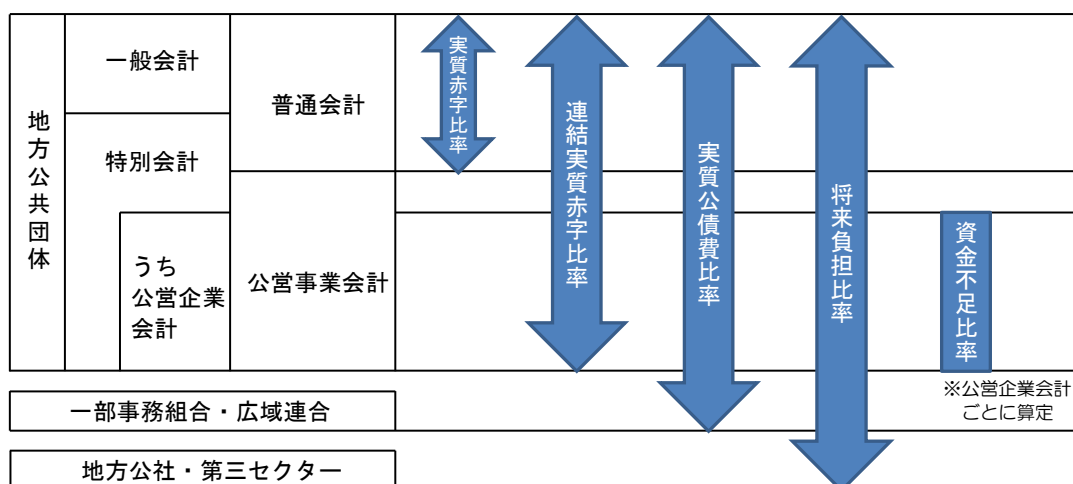 地方公共団体
一般会計
特別会計
うち
公営企業
会計
普通会計
公営事業会計
実質赤字比率
連結実質赤字比率
実質公債費比率
将来負担比率
資金不足比率
※公営企業会計
ごとに算定
一部事務組合・広域連合
地方公社・第三セクター